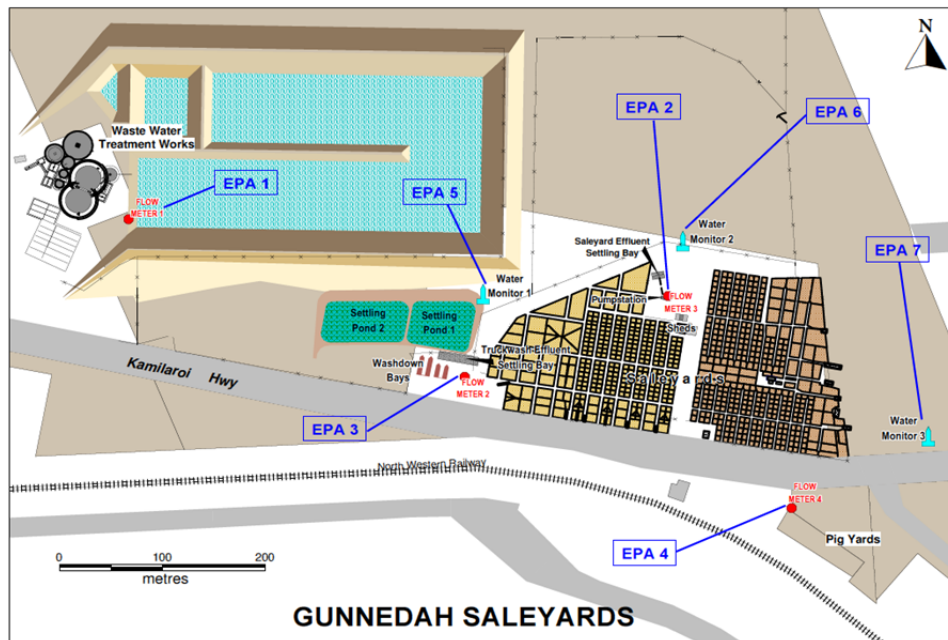 N
EPA 2
EPA 6
Waste Water
Treatment Works
EPA 1
EPA 5
FLOW
METER 1
Water
Monitor 2
Saleyard Effluent
Settling Bay
EPA 7
Water
Monitor 1
Pumpstation
FLOW
METER 3
Sheds
Settling
Pond 2
Settling
Pond 1
Truckwash Effluent
Settling Bay
Washdown
Bays
Kamilaroi Hwy
FLOW
METER 2
Saleyards
EPA 3
Water
Monitor 3
North Western Railway
FLOW
METER 4
Pig Yards
EPA 4
0 100 200
metres
GUNNEDAH SALEYARDS